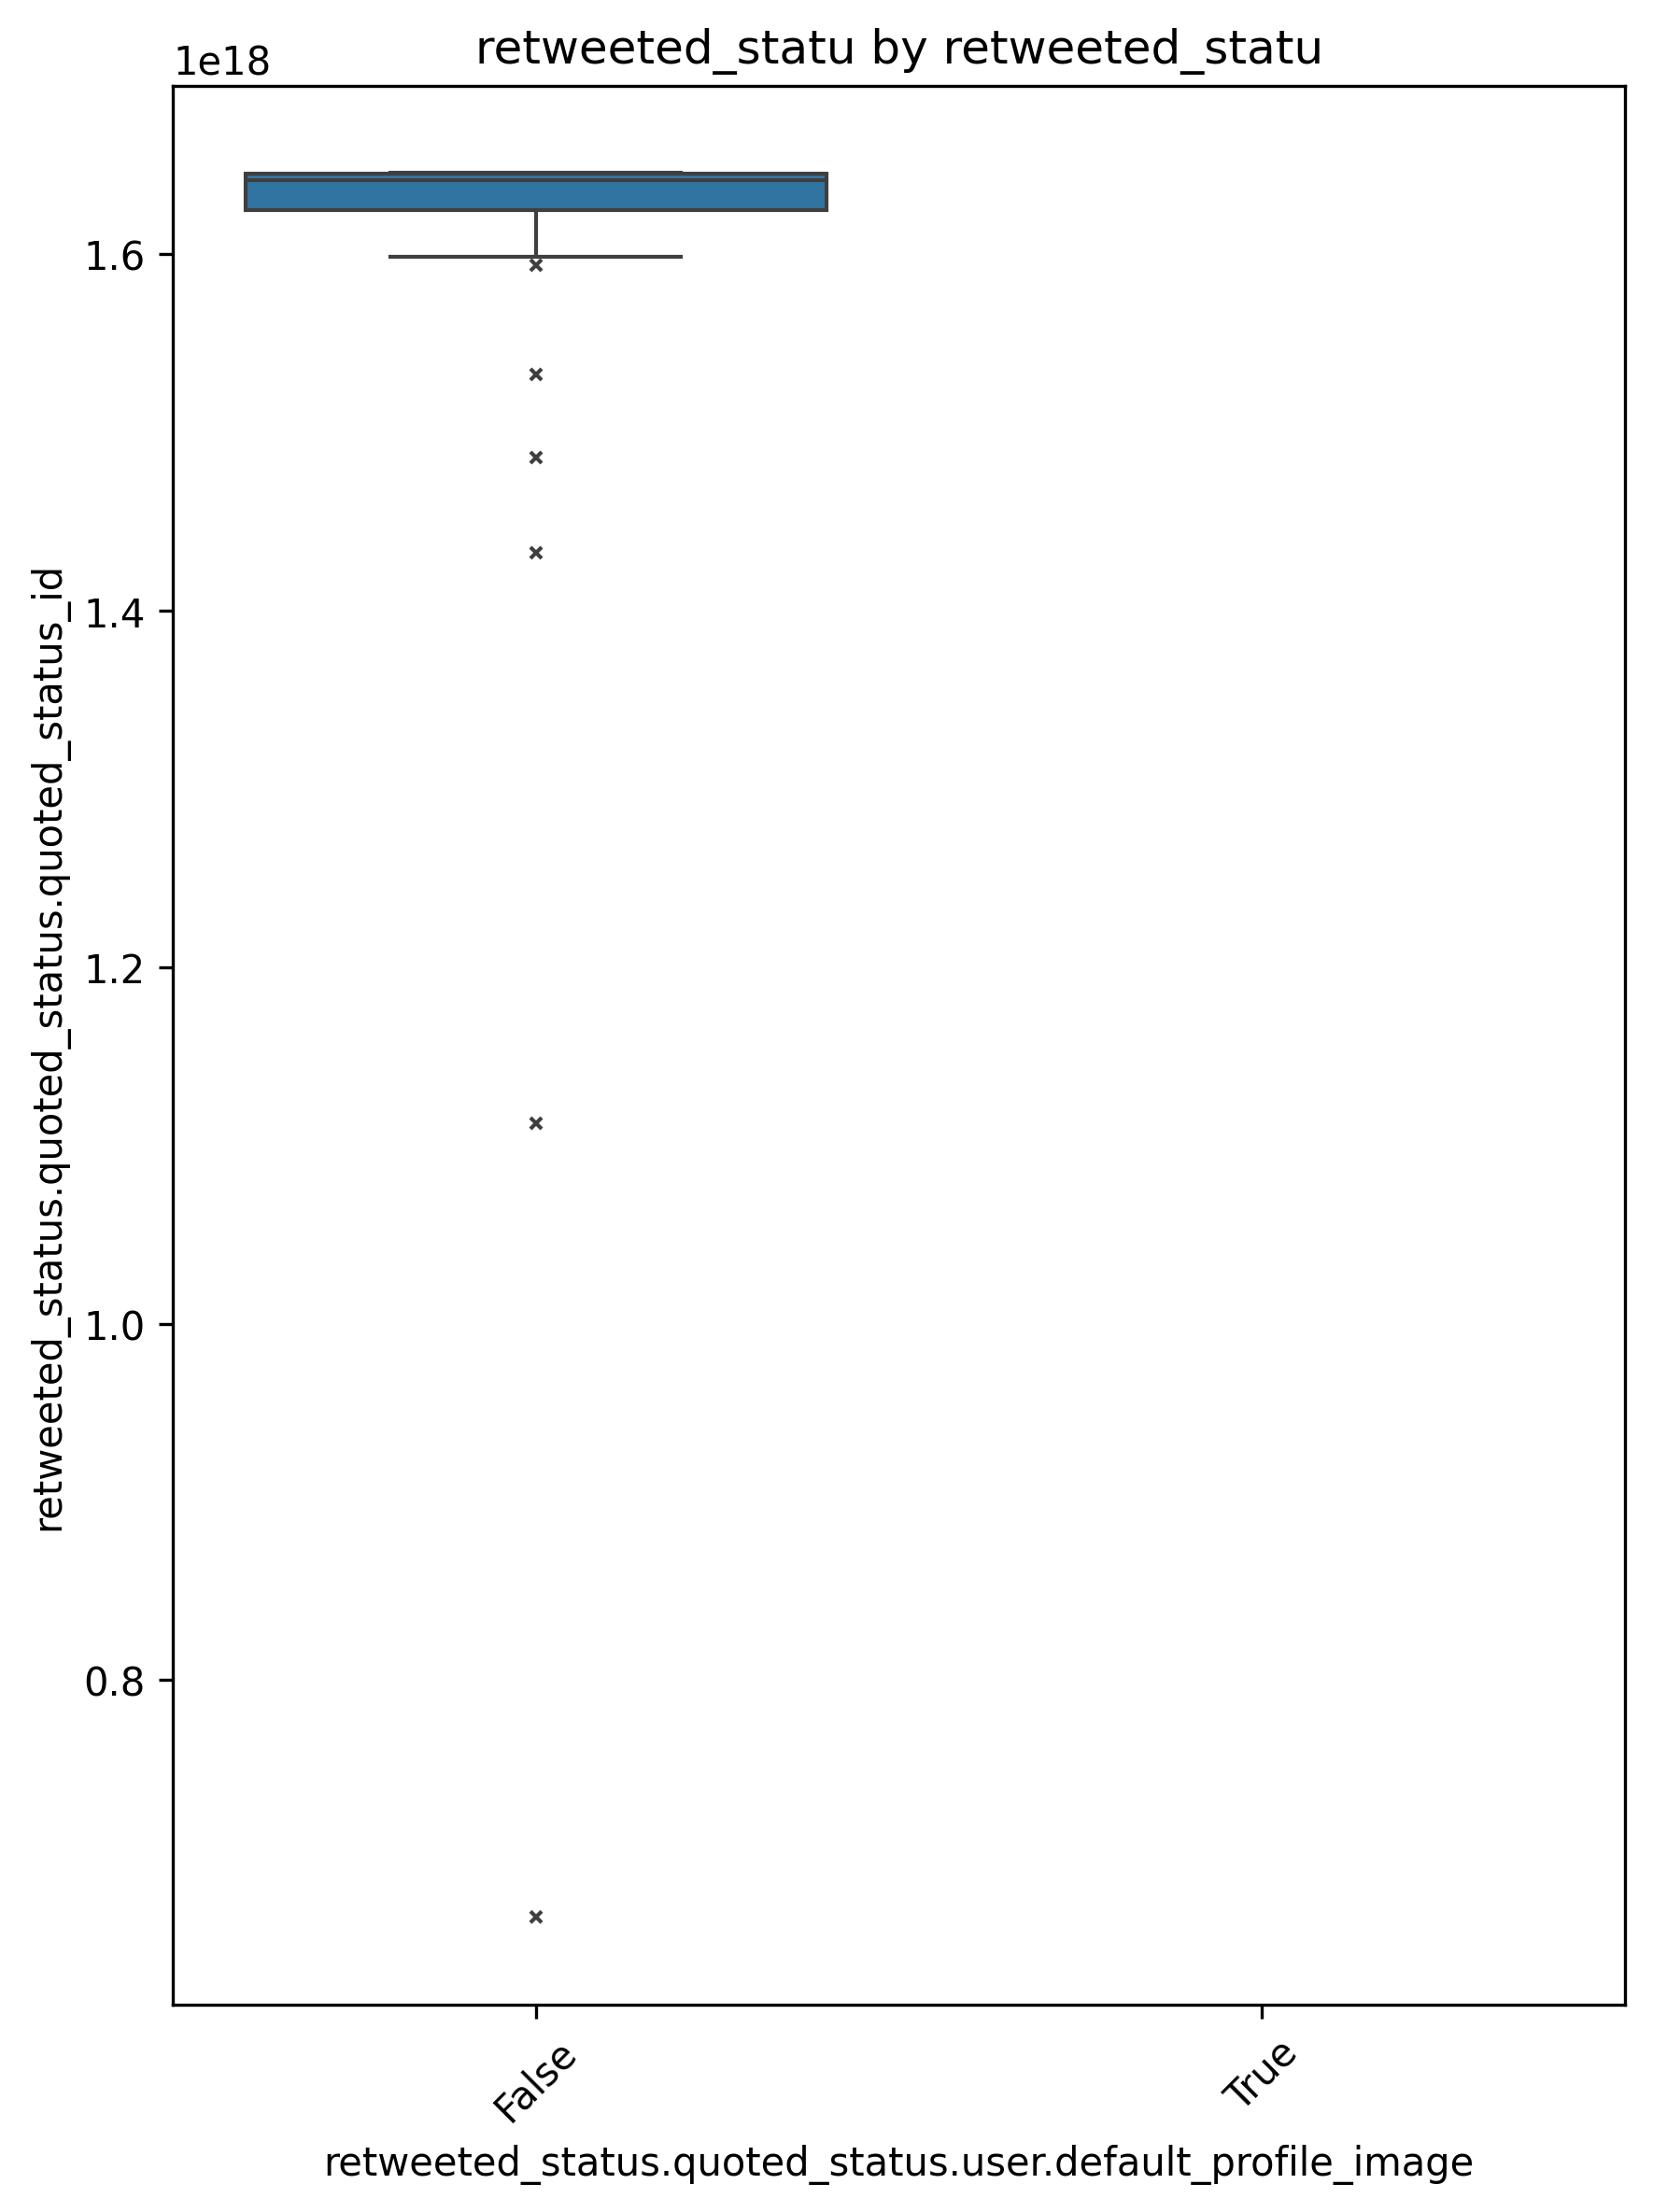 retweeted_statu by retweeted_statu
1e18
1.6
1.4
1.2
1.0
0.8
retweeted_status.quoted_status.quoted_status_id
False
True
retweeted_status.quoted_status.user.default_profile_image